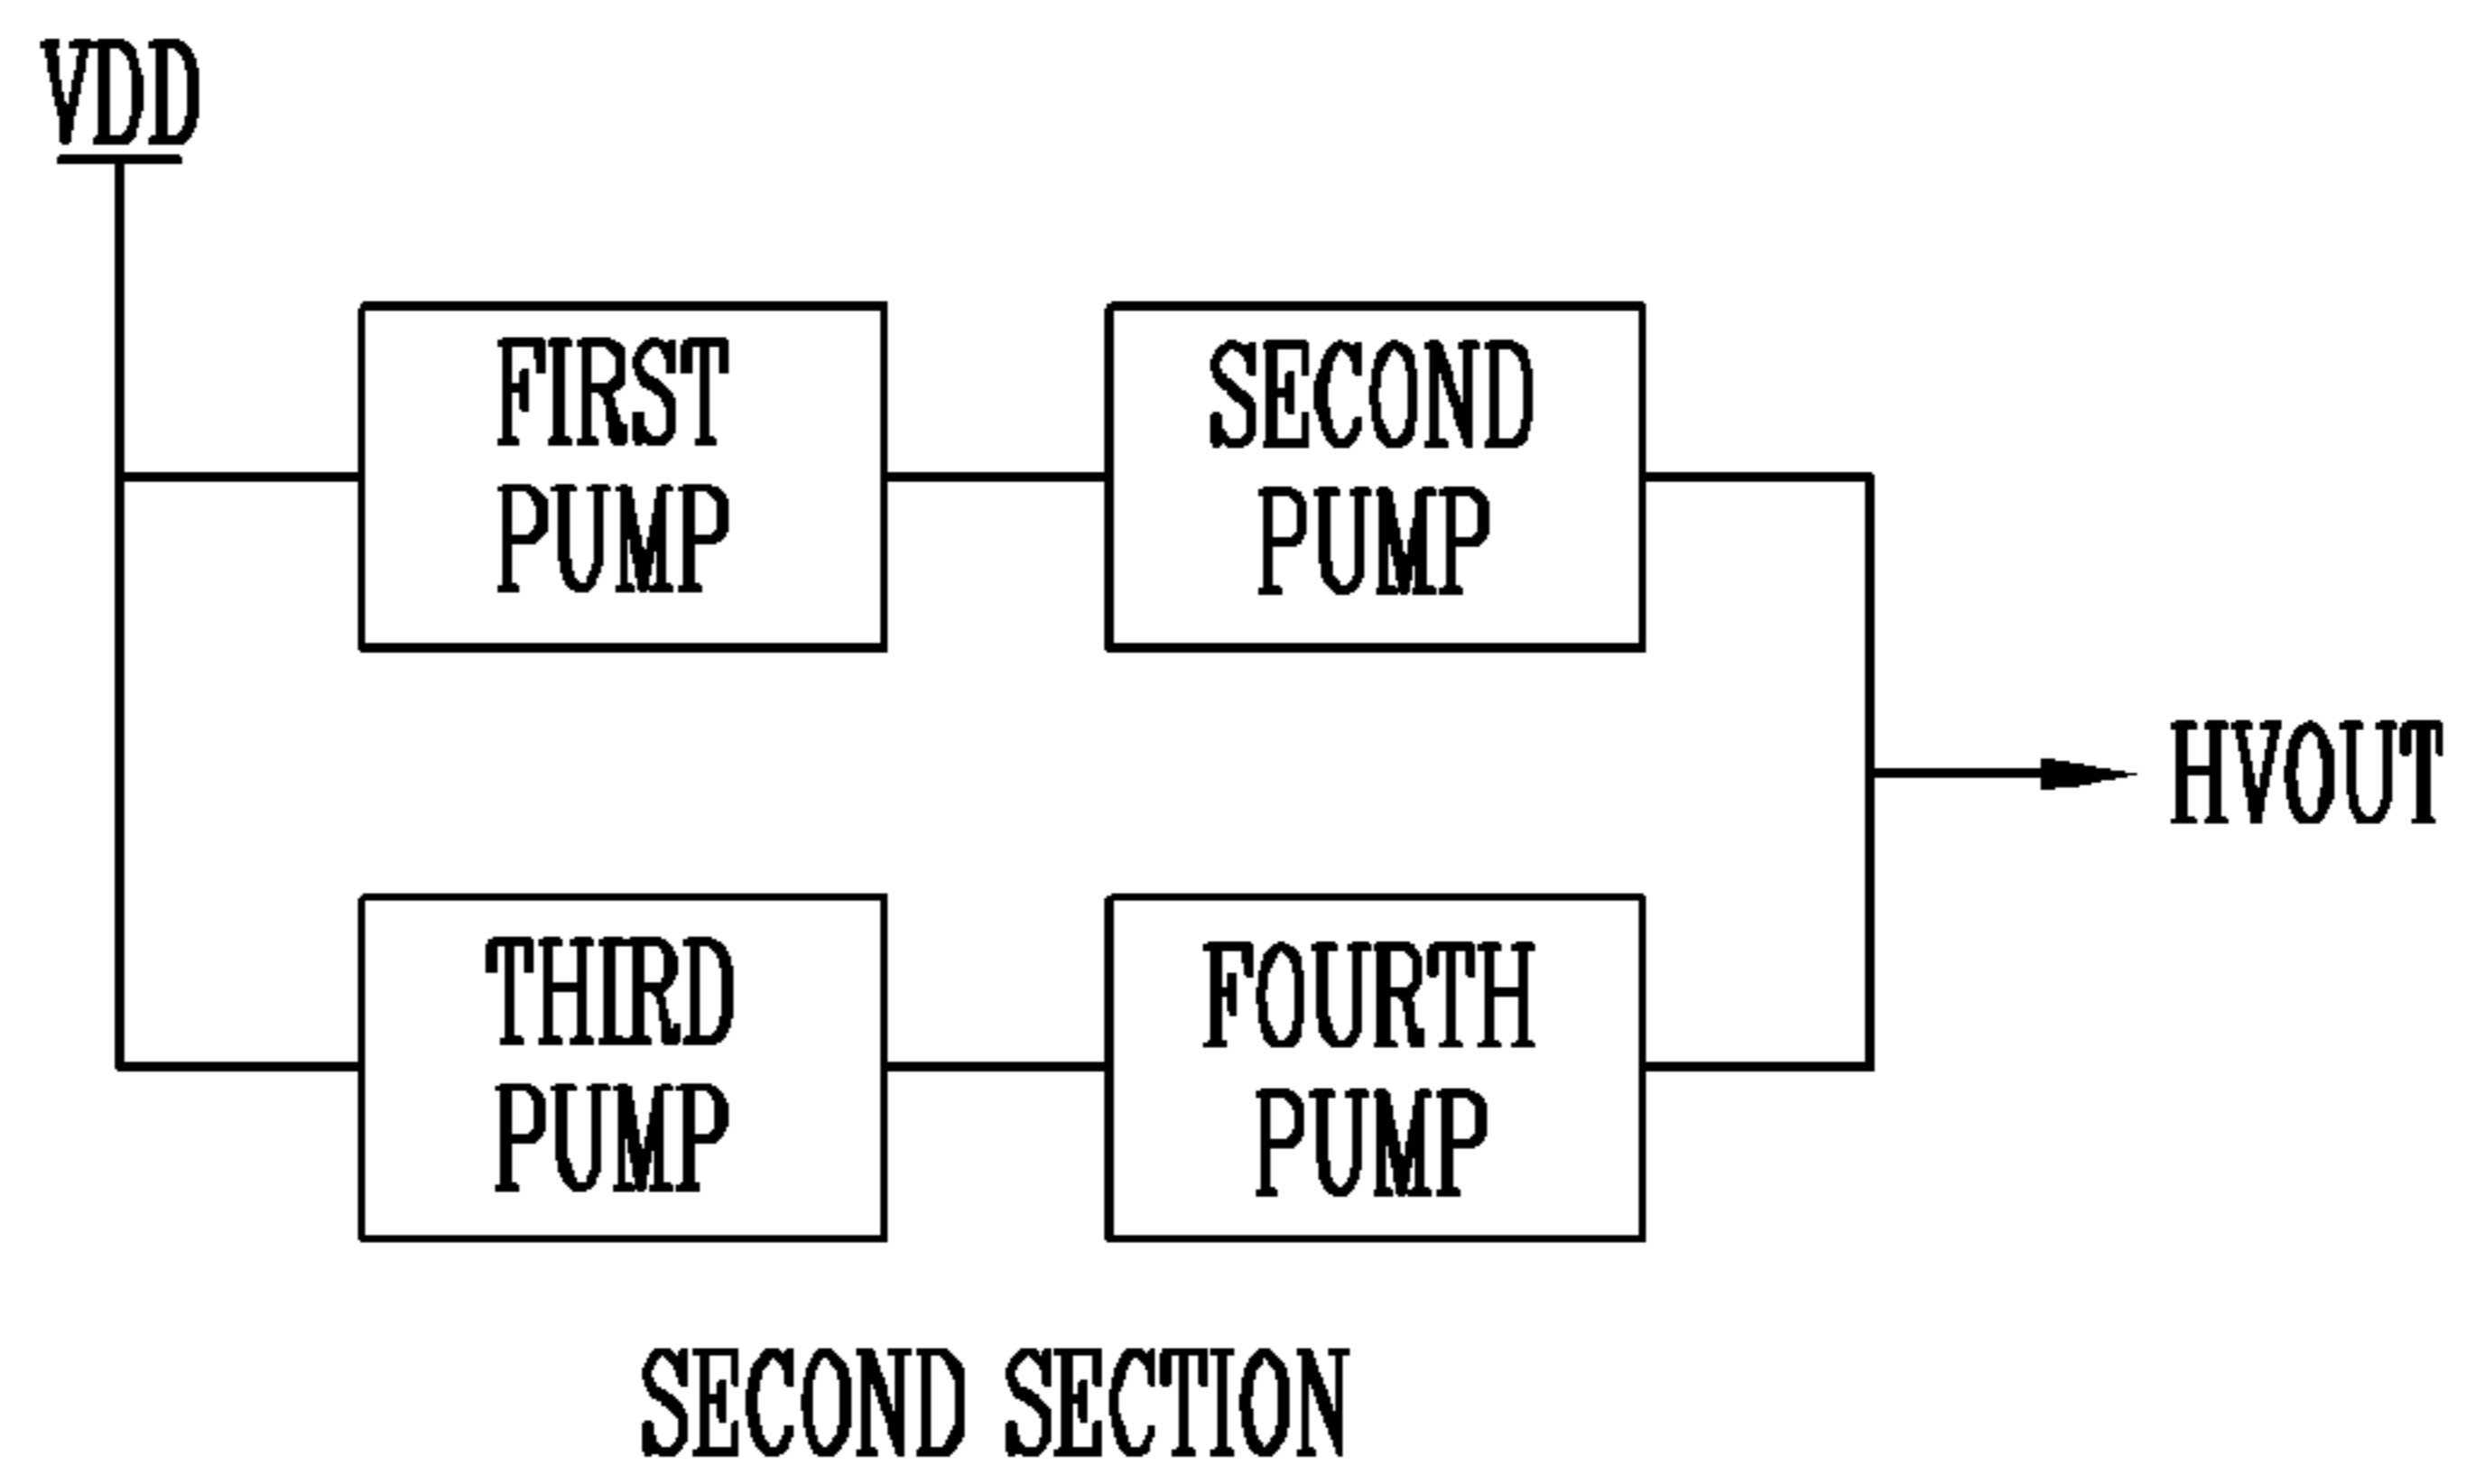 VDD
FIRST
PUMP
SECOND
PUMP
HVOUT
THIRD
PUMP
FOURTH
PUMP
SECOND SECTION